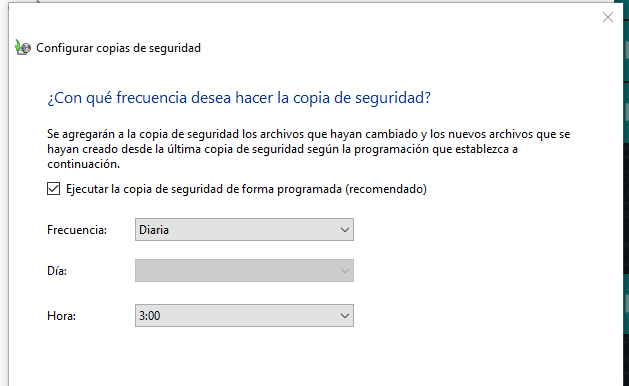 Configurar copias de seguridad
¿Con qué frecuencia desea hacer la copia de seguridad?
Se agregarán a la copia de seguridad los archivos que hayan cambiado y los nuevos archivos que se
hayan creado desde la última copia de seguridad según la programación que establezca a
continuación.
Ejecutar la copia de seguridad de forma programada (recomendado)
Frecuencia: Diaria
Día:
Hora: 3:00